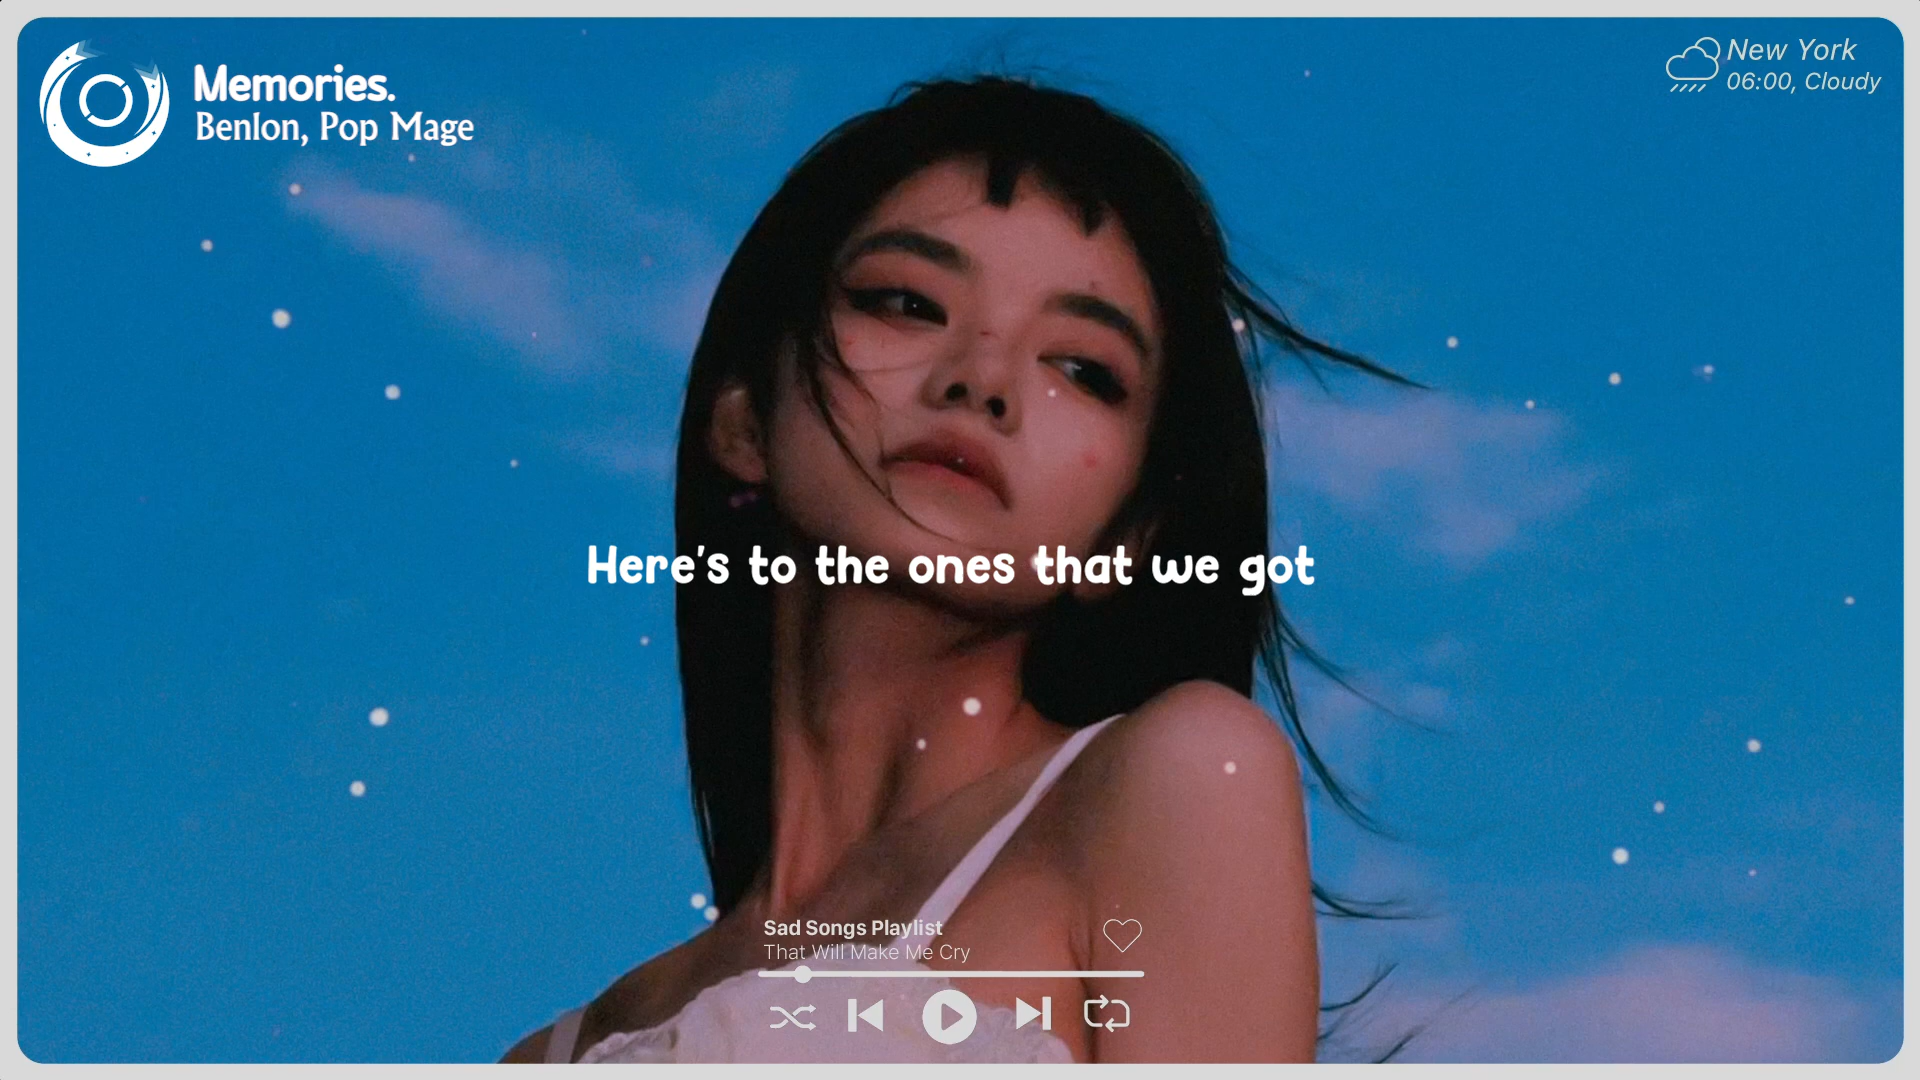 Memories.
Benlon, Pop Mage
New York
06:00, Cloudy
Here's to the ones that we got
Sad Songs Playlist
That Will Make Me Cry